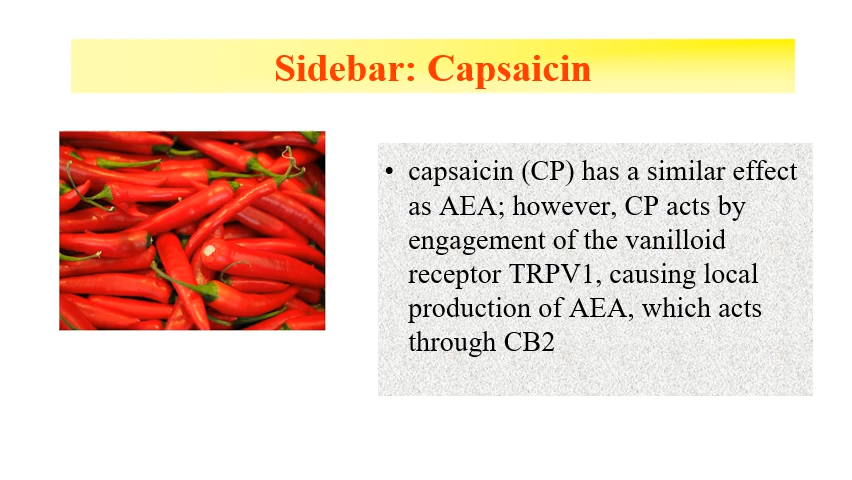 Sidebar: Capsaicin
• capsaicin (CP) has a similar effect
as AEA; however, CP acts by
engagement of the vanilloid
receptor TRPV1, causing local
production of AEA, which acts
through CB2